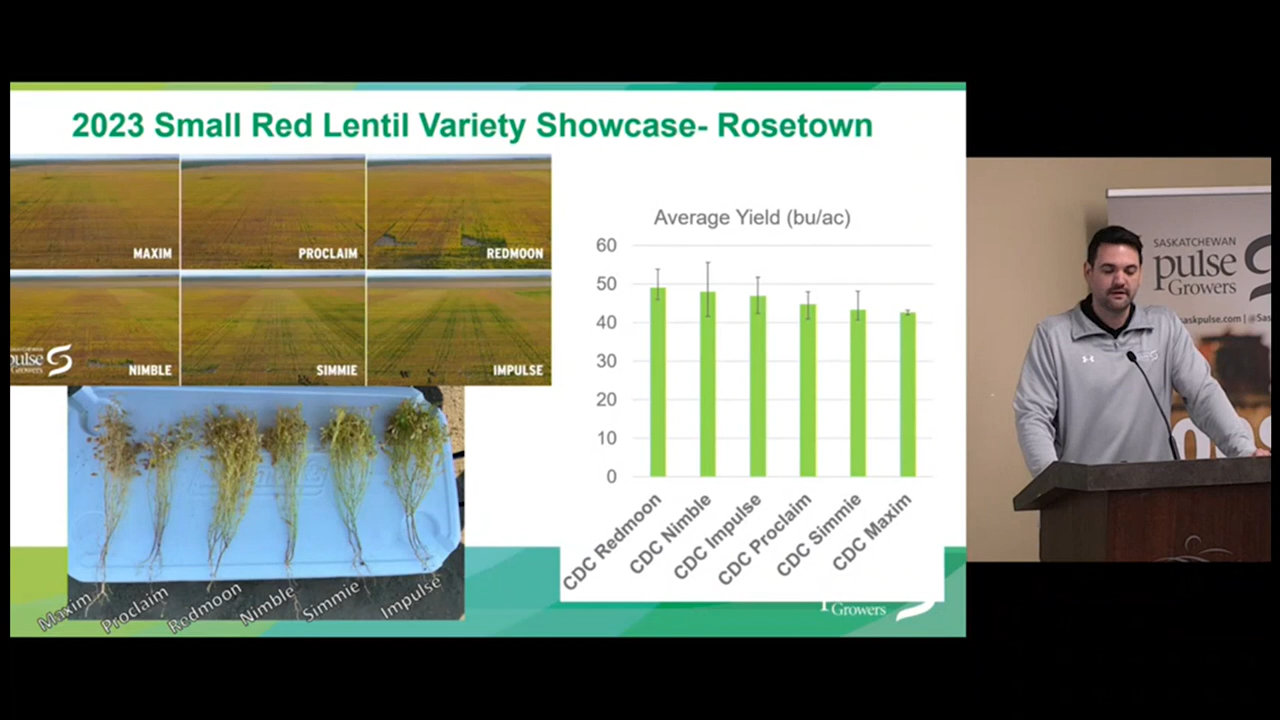 2023 Small Red Lentil Variety Showcase- Rosetown
MAXIM
PROCLAIM
REDMOON
NIMBLE
SIMMIE
IMPULSE
SASKATCHEWAN
pulse
Growers
Maxim
Proclaim
Redmoon
Nimble
Simmie
Impulse
Average Yield (bu/ac)
60
50
40
30
20
10
0
CDC Redmoon
CDC Nimble
CDC Impulse
CDC Proclaim
CDC Simmie
CDC Maxim
Growers
SASKATCHEWAN
pulse
Growers
saskpulse.com | @Sas